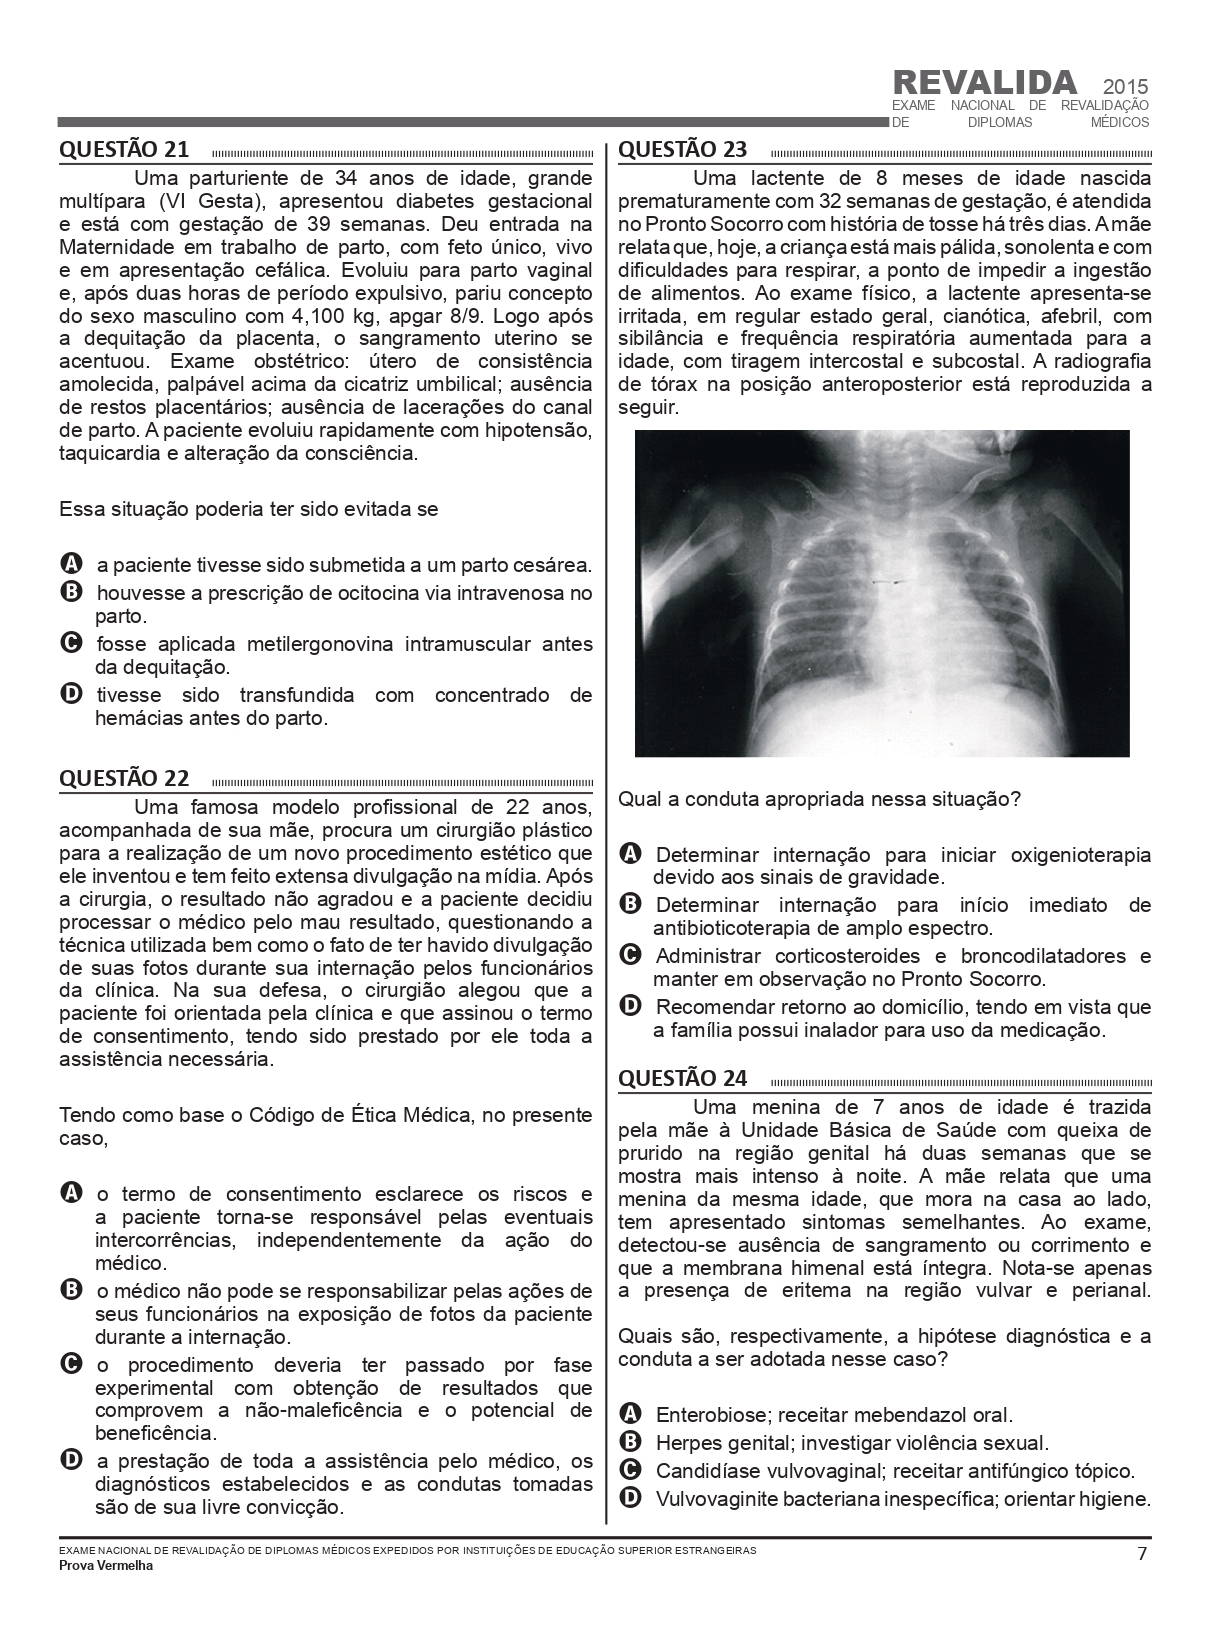 REVALIDA 2015
EXAME NACIONAL DE REVALIDAÇÃO
DE DIPLOMAS MÉDICOS
QUESTÃO 21
Uma parturiente de 34 anos de idade, grande
multípara (VI Gesta), apresentou diabetes gestacional
e está com gestação de 39 semanas. Deu entrada na
Maternidade em trabalho de parto, com feto único, vivo
e em apresentação cefálica. Evoluiu para parto vaginal
e, após duas horas de período expulsivo, pariu concepto
do sexo masculino com 4,100 kg, apgar 8/9. Logo após
a dequitação da placenta, o sangramento uterino se
acentuou. Exame obstétrico: útero de consistência
amolecida, palpável acima da cicatriz umbilical; ausência
de restos placentários; ausência de lacerações do canal
de parto. A paciente evoluiu rapidamente com hipotensão,
taquicardia e alteração da consciência.
Essa situação poderia ter sido evitada se
A a paciente tivesse sido submetida a um parto cesárea.
B houvesse a prescrição de ocitocina via intravenosa no
parto.
C fosse aplicada metilergonovina intramuscular antes
da dequitação.
D tivesse sido transfundida com concentrado de
hemácias antes do parto.
QUESTÃO 22
Uma famosa modelo profissional de 22 anos,
acompanhada de sua mãe, procura um cirurgião plástico
para a realização de um novo procedimento estético que
ele inventou e tem feito extensa divulgação na mídia. Após
a cirurgia, o resultado não agradou e a paciente decidiu
processar o médico pelo mau resultado, questionando a
técnica utilizada bem como o fato de ter havido divulgação
de suas fotos durante sua internação pelos funcionários
da clínica. Na sua defesa, o cirurgião alegou que a
paciente foi orientada pela clínica e que assinou o termo
de consentimento, tendo sido prestado por ele toda a
assistência necessária.
Tendo como base o Código de Ética Médica, no presente
caso,
A o termo de consentimento esclarece os riscos e
a paciente torna-se responsável pelas eventuais
intercorrências, independentemente da ação do
médico.
B o médico não pode se responsabilizar pelas ações de
seus funcionários na exposição de fotos da paciente
durante a internação.
C o procedimento deveria ter passado por fase
experimental com obtenção de resultados que
comprovem a não-maleficência e o potencial de
beneficência.
D a prestação de toda a assistência pelo médico, os
diagnósticos estabelecidos e as condutas tomadas
são de sua livre convicção.
QUESTÃO 23
Uma lactente de 8 meses de idade nascida
prematuramente com 32 semanas de gestação, é atendida
no Pronto Socorro com história de tosse há três dias. A mãe
relata que, hoje, a criança está mais pálida, sonolenta e com
dificuldades para respirar, a ponto de impedir a ingestão
de alimentos. Ao exame físico, a lactente apresenta-se
irritada, em regular estado geral, cianótica, afebril, com
sibilância e frequência respiratória aumentada para a
idade, com tiragem intercostal e subcostal. A radiografia
de tórax na posição anteroposterior está reproduzida a
seguir.
Qual a conduta apropriada nessa situação?
A Determinar internação para iniciar oxigenioterapia
devido aos sinais de gravidade.
B Determinar internação para início imediato de
antibioticoterapia de amplo espectro.
C Administrar corticosteroides e broncodilatadores e
manter em observação no Pronto Socorro.
D Recomendar retorno ao domicílio, tendo em vista que
a família possui inalador para uso da medicação.
QUESTÃO 24
Uma menina de 7 anos de idade é trazida
pela mãe à Unidade Básica de Saúde com queixa de
prurido na região genital há duas semanas que se
mostra mais intenso à noite. A mãe relata que uma
menina da mesma idade, que mora na casa ao lado,
tem apresentado sintomas semelhantes. Ao exame,
detectou-se ausência de sangramento ou corrimento e
que a membrana himenal está íntegra. Nota-se apenas
a presença de eritema na região vulvar e perianal.
Quais são, respectivamente, a hipótese diagnóstica e a
conduta a ser adotada nesse caso?
A Enterobiose; receitar mebendazol oral.
B Herpes genital; investigar violência sexual.
C Candidíase vulvovaginal; receitar antifúngico tópico.
D Vulvovaginite bacteriana inespecífica; orientar higiene.
EXAME NACIONAL DE REVALIDAÇÃO DE DIPLOMAS MÉDICOS EXPEDIDOS POR INSTITUIÇÕES DE EDUCAÇÃO SUPERIOR ESTRANGEIRAS
Prova Vermelha
7